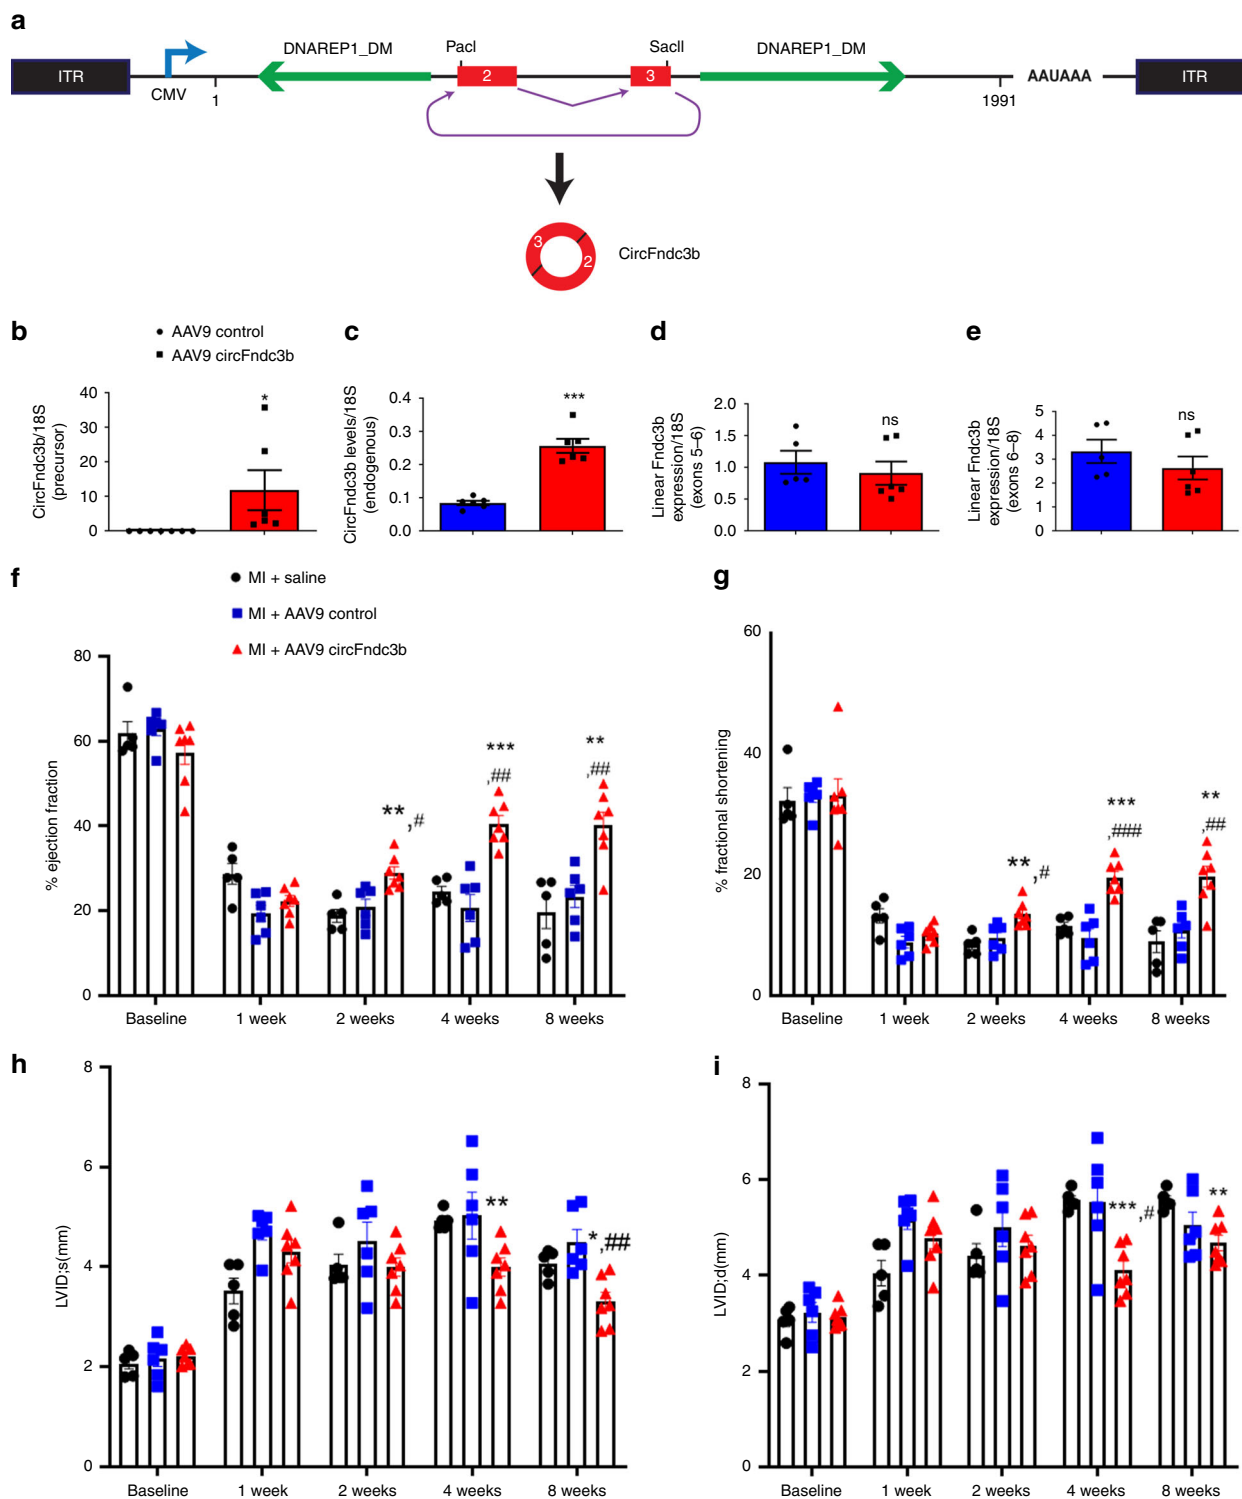 a
DNAREP1_DM
PacI
SacII
DNAREP1_DM
ITR
CMV
1
2
3
1991
AAUAAA
ITR
3
2
CircFndc3b
b
AAV9 control
AAV9 circFndc3b
CircFndc3b/18S
(precursor)
40
30
20
10
0
*
c
CircFndc3b levels/18S
(endogenous)
0.4
0.3
0.2
0.1
0.0
***
d
Linear Fndc3b
expression/18S
(exons 5–6)
2.0
1.5
1.0
0.5
0.0
ns
e
Linear Fndc3b
expression/18S
(exons 6–8)
5
4
3
2
1
0
ns
f
MI + saline
MI + AAV9 control
MI + AAV9 circFndc3b
% ejection fraction
80
60
40
20
0
**,#
***
,##
**
,##
Baseline
1 week
2 weeks
4 weeks
8 weeks
g
% fractional shortening
60
40
20
0
**,#
***
,###
**
,##
Baseline
1 week
2 weeks
4 weeks
8 weeks
h
LVID;s(mm)
8
6
4
2
0
**
*,##
Baseline
1 week
2 weeks
4 weeks
8 weeks
i
LVID;d(mm)
8
6
4
2
0
***,#
**
Baseline
1 week
2 weeks
4 weeks
8 weeks